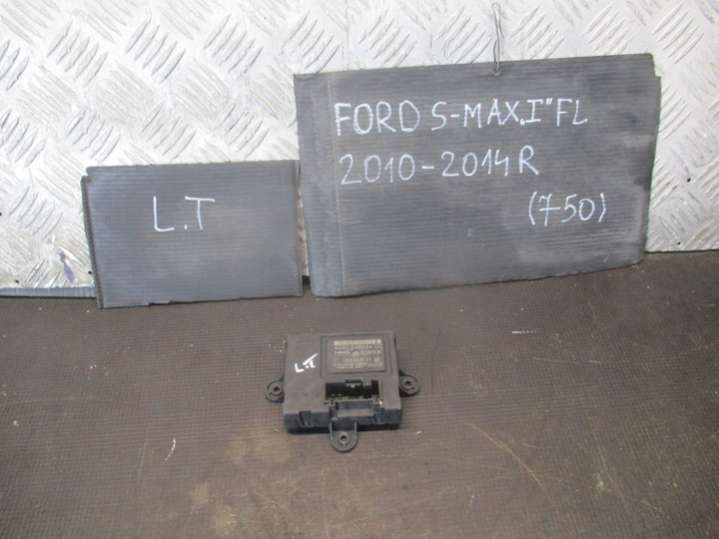 L.T
FORD S-MAX.I"FL
2010-2014R
(750)
L.T